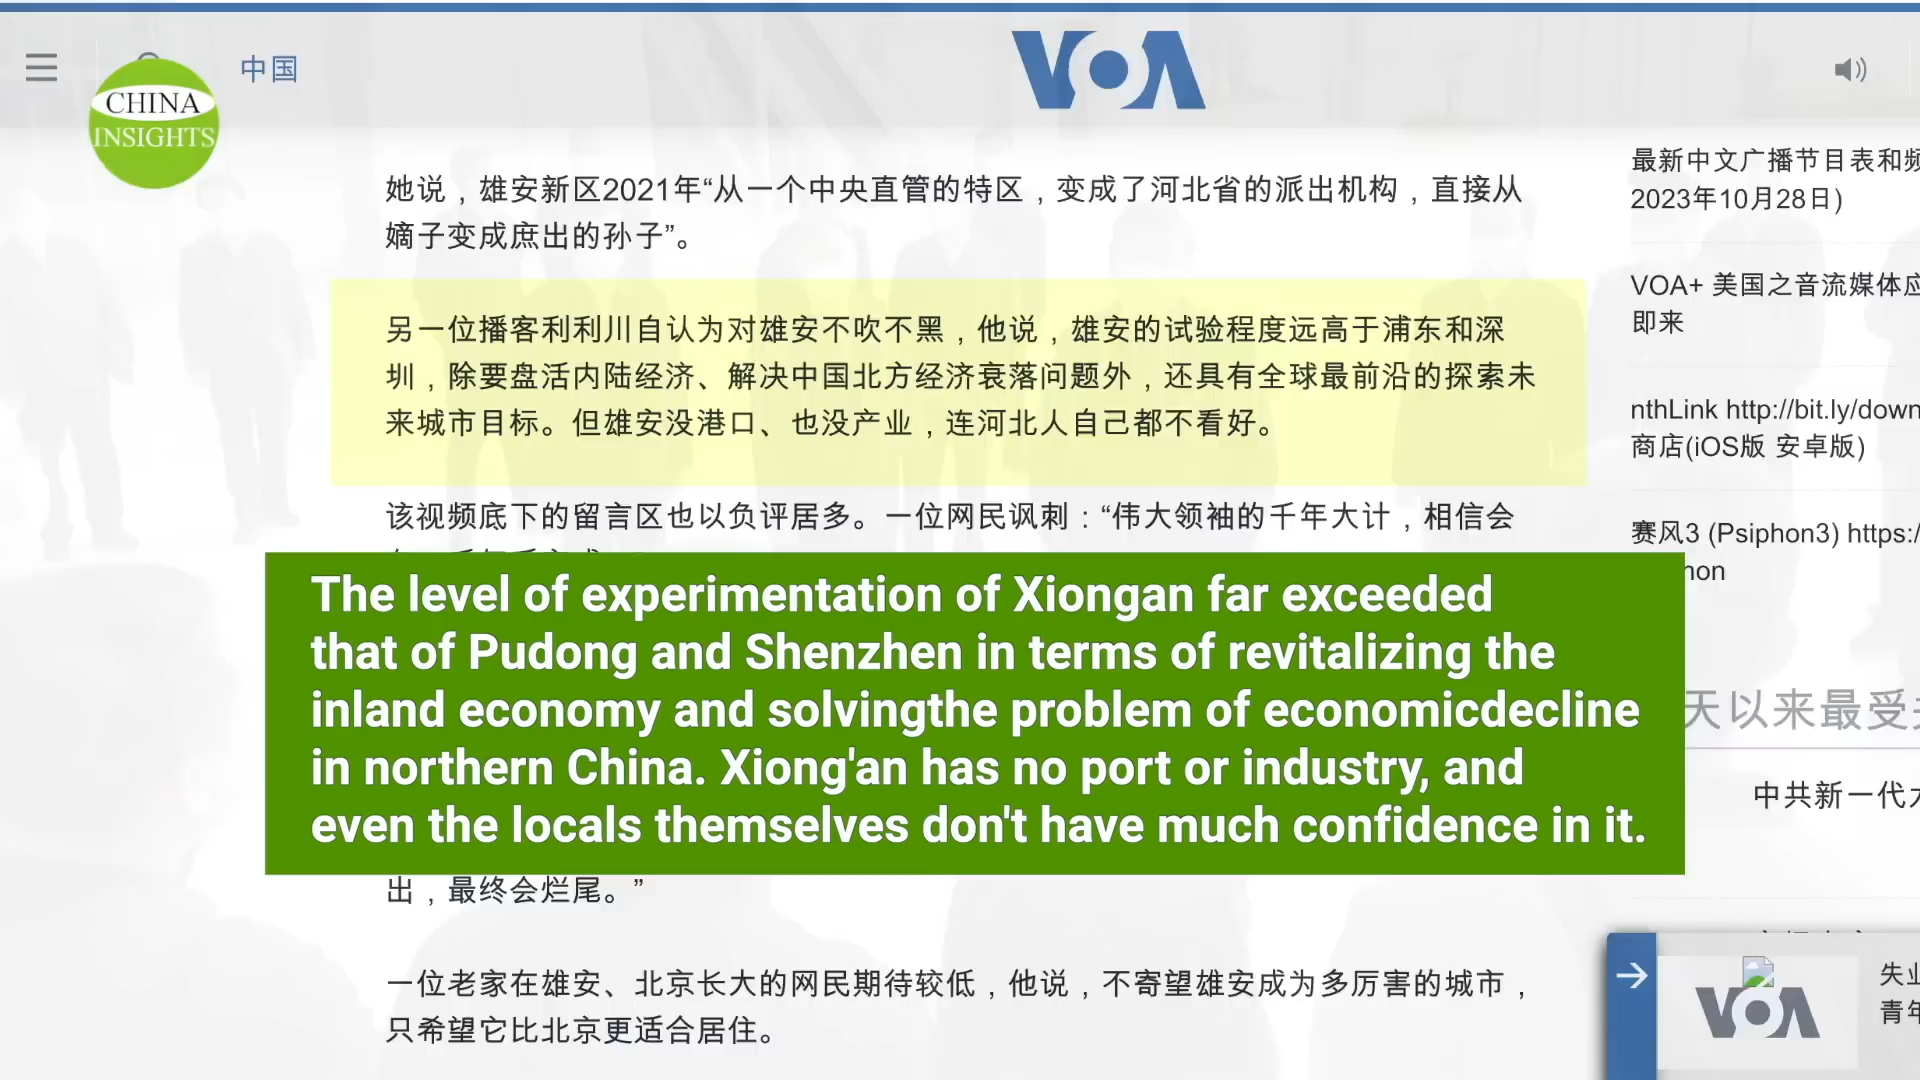 中国
VOA
CHINA
INSIGHTS
她说，雄安新区2021年“从一个中央直管的特区，变成了河北省的派出机构，直接从
嫡子变成庶出的孙子”。
另一位播客利利川自认为对雄安不吹不黑，他说，雄安的试验程度远高于浦东和深
圳，除要盘活内陆经济、解决中国北方经济衰落问题外，还具有全球最前沿的探索未
来城市目标。但雄安没港口、也没产业，连河北人自己都不看好。
该视频底下的留言区也以负评居多。一位网民讽刺：“伟大领袖的千年大计，相信会
The level of experimentation of Xiongan far exceeded
that of Pudong and Shenzhen in terms of revitalizing the
inland economy and solvingthe problem of economicdecline
in northern China. Xiong'an has no port or industry, and
even the locals themselves don't have much confidence in it.
出，最终会烂尾。”
一位老家在雄安、北京长大的网民期待较低，他说，不寄望雄安成为多厉害的城市，
只希望它比北京更适合居住。
最新中文广播节目表和频
2023年10月28日)
VOA+ 美国之音流媒体应
即来
nthLink http://bit.ly/down
商店(iOS版 安卓版)
赛风3 (Psiphon3) https:/
hon
天以来最受
中共新一代
VOA
失业
青年